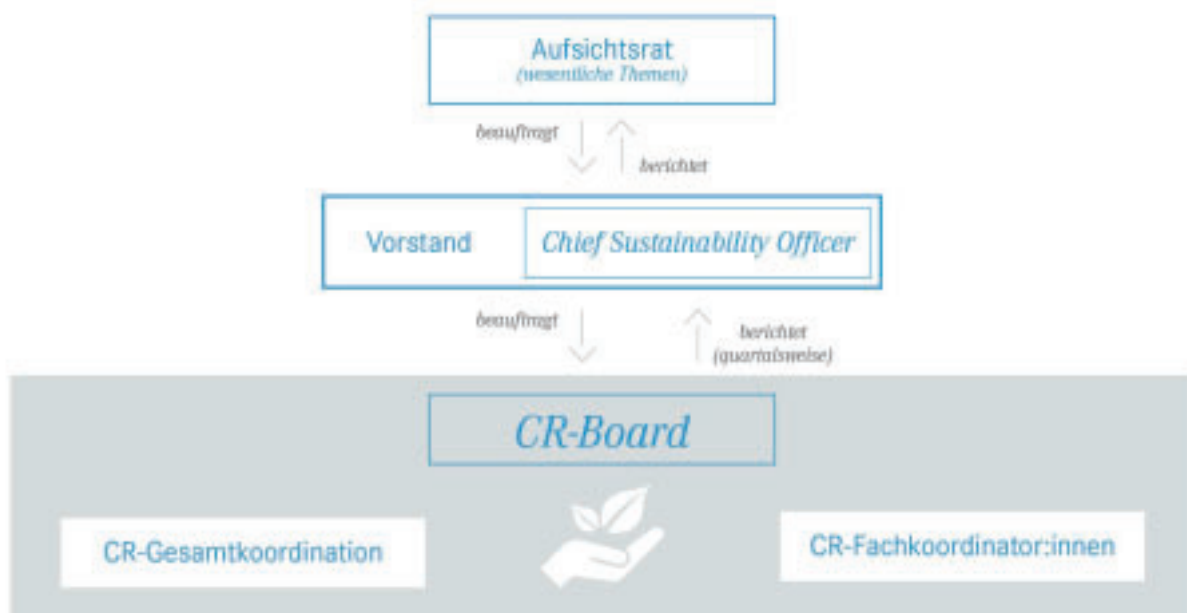 Aufsichtsrat
(wesentliche Themen)
beauftragt
berichtet
Vorstand
Chief Sustainability Officer
beauftragt
berichtet
(quartalsweise)
CR-Board
CR-Gesamtkoordination
CR-Fachkoordinator:innen